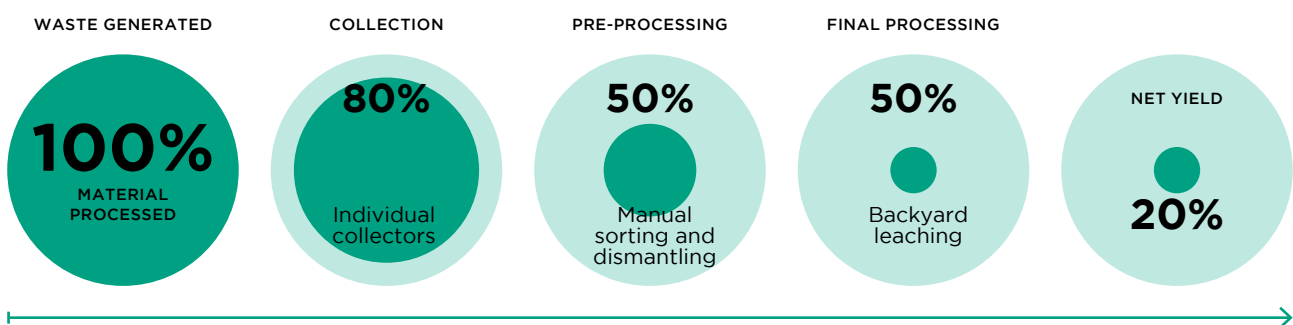 WASTE GENERATED
COLLECTION
PRE-PROCESSING
FINAL PROCESSING
100%
MATERIAL
PROCESSED
80%
Individual
collectors
50%
Manual
sorting and
dismantling
50%
Backyard
leaching
NET YIELD
20%